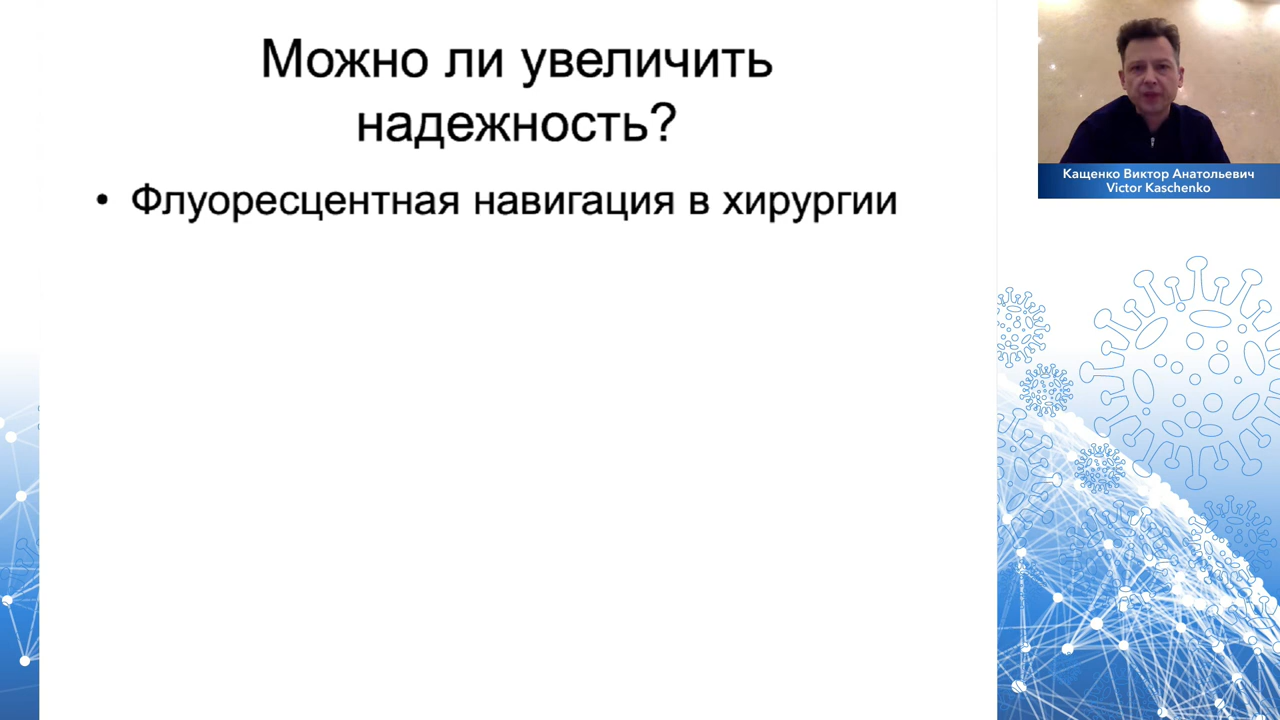 Можно ли увеличить
надежность?
• Флуоресцентная навигация в хирургии
Кащенко Виктор Анатольевич
Victor Kaschenko